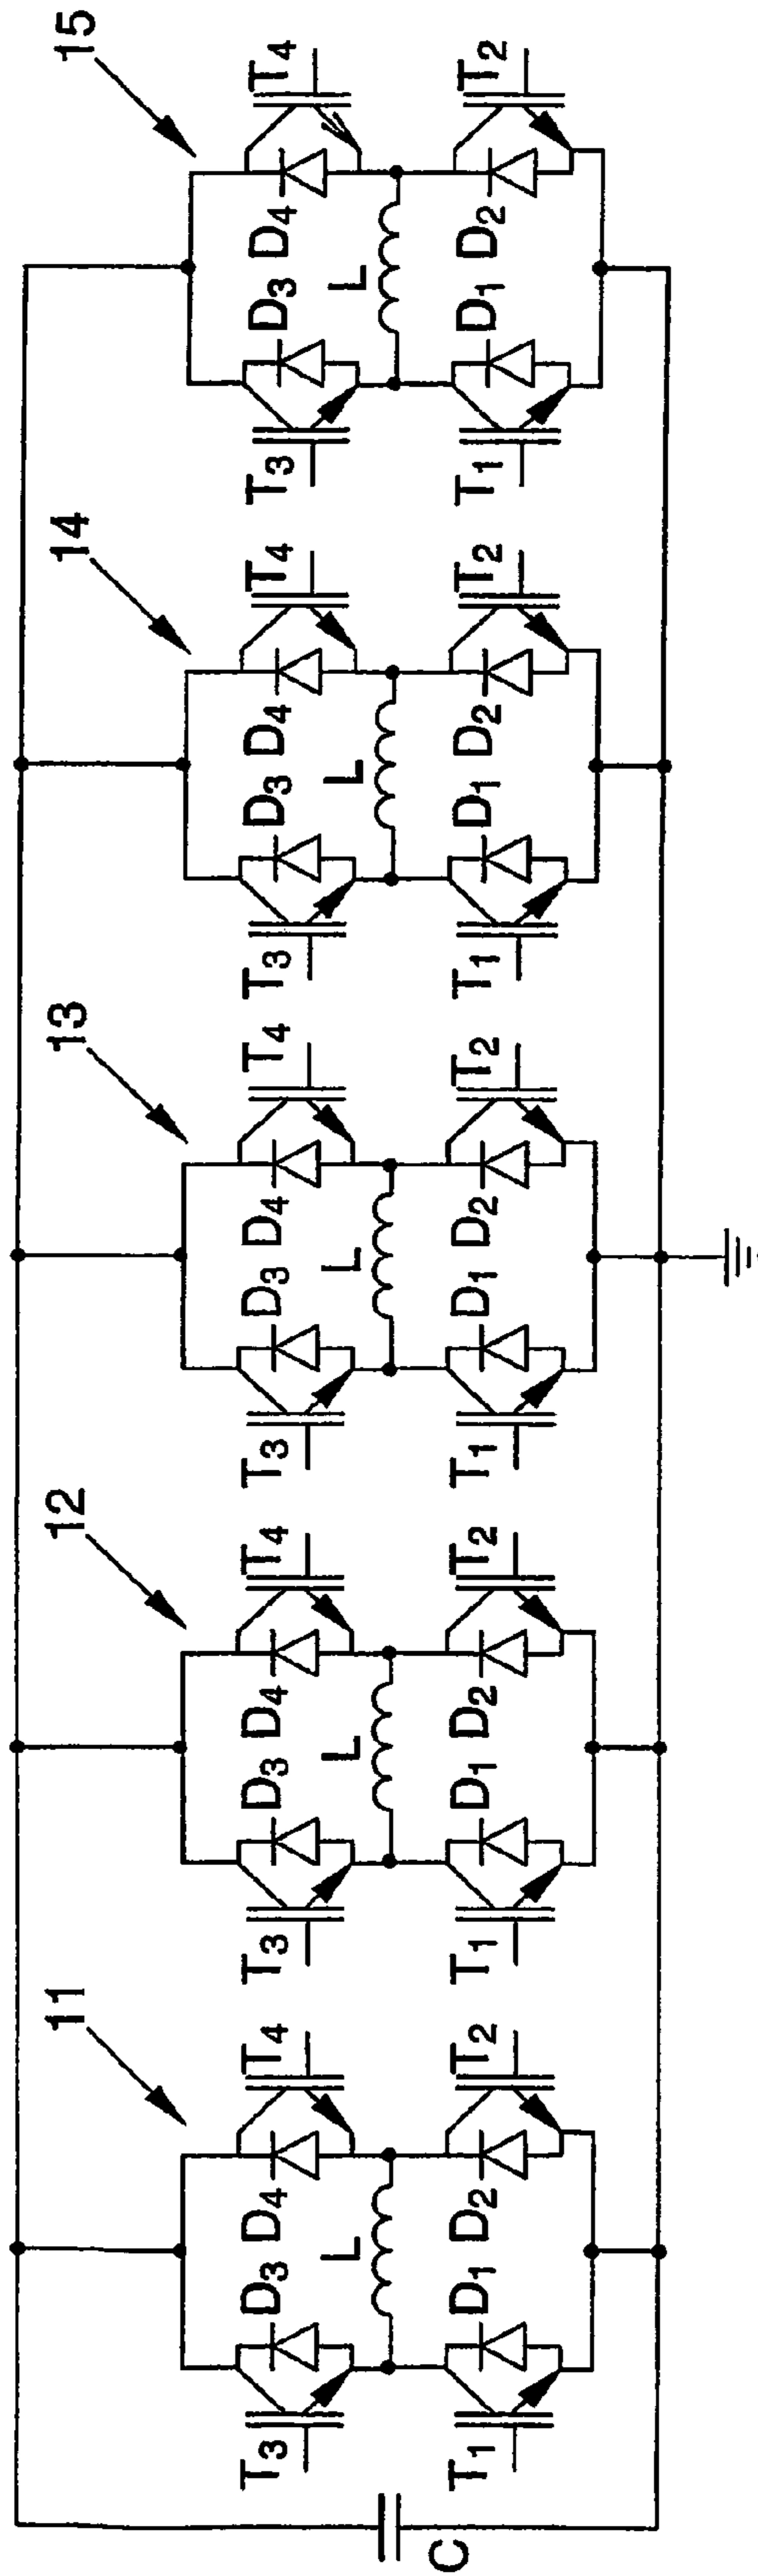 11 12 13 14 15
T3 D3 D4 T4 T3 D3 D4 T4 T3 D3 D4 T4 T3 D3 D4 T4 T3 D3 D4 T4
L L L L L
T1 D1 D2 T2 T1 D1 D2 T2 T1 D1 D2 T2 T1 D1 D2 T2 T1 D1 D2 T2
C